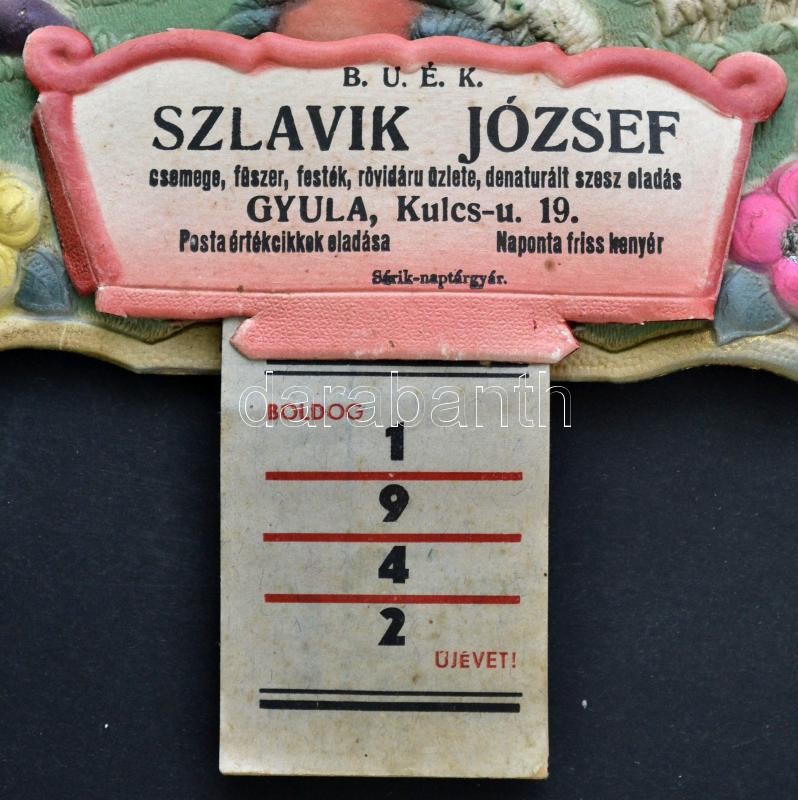 B. U. É. K.
SZLAVIK JÓZSEF
csemege, fűszer, festék, rövidáru üzlete, denaturált szesz eladás
GYULA, Kulcs-u. 19.
Posta értékcikkek eladása Naponta friss kenyér
Sérik-naptárgyár.
darabanth
BOLDOG
1
9
4
2
ÚJÉVET!